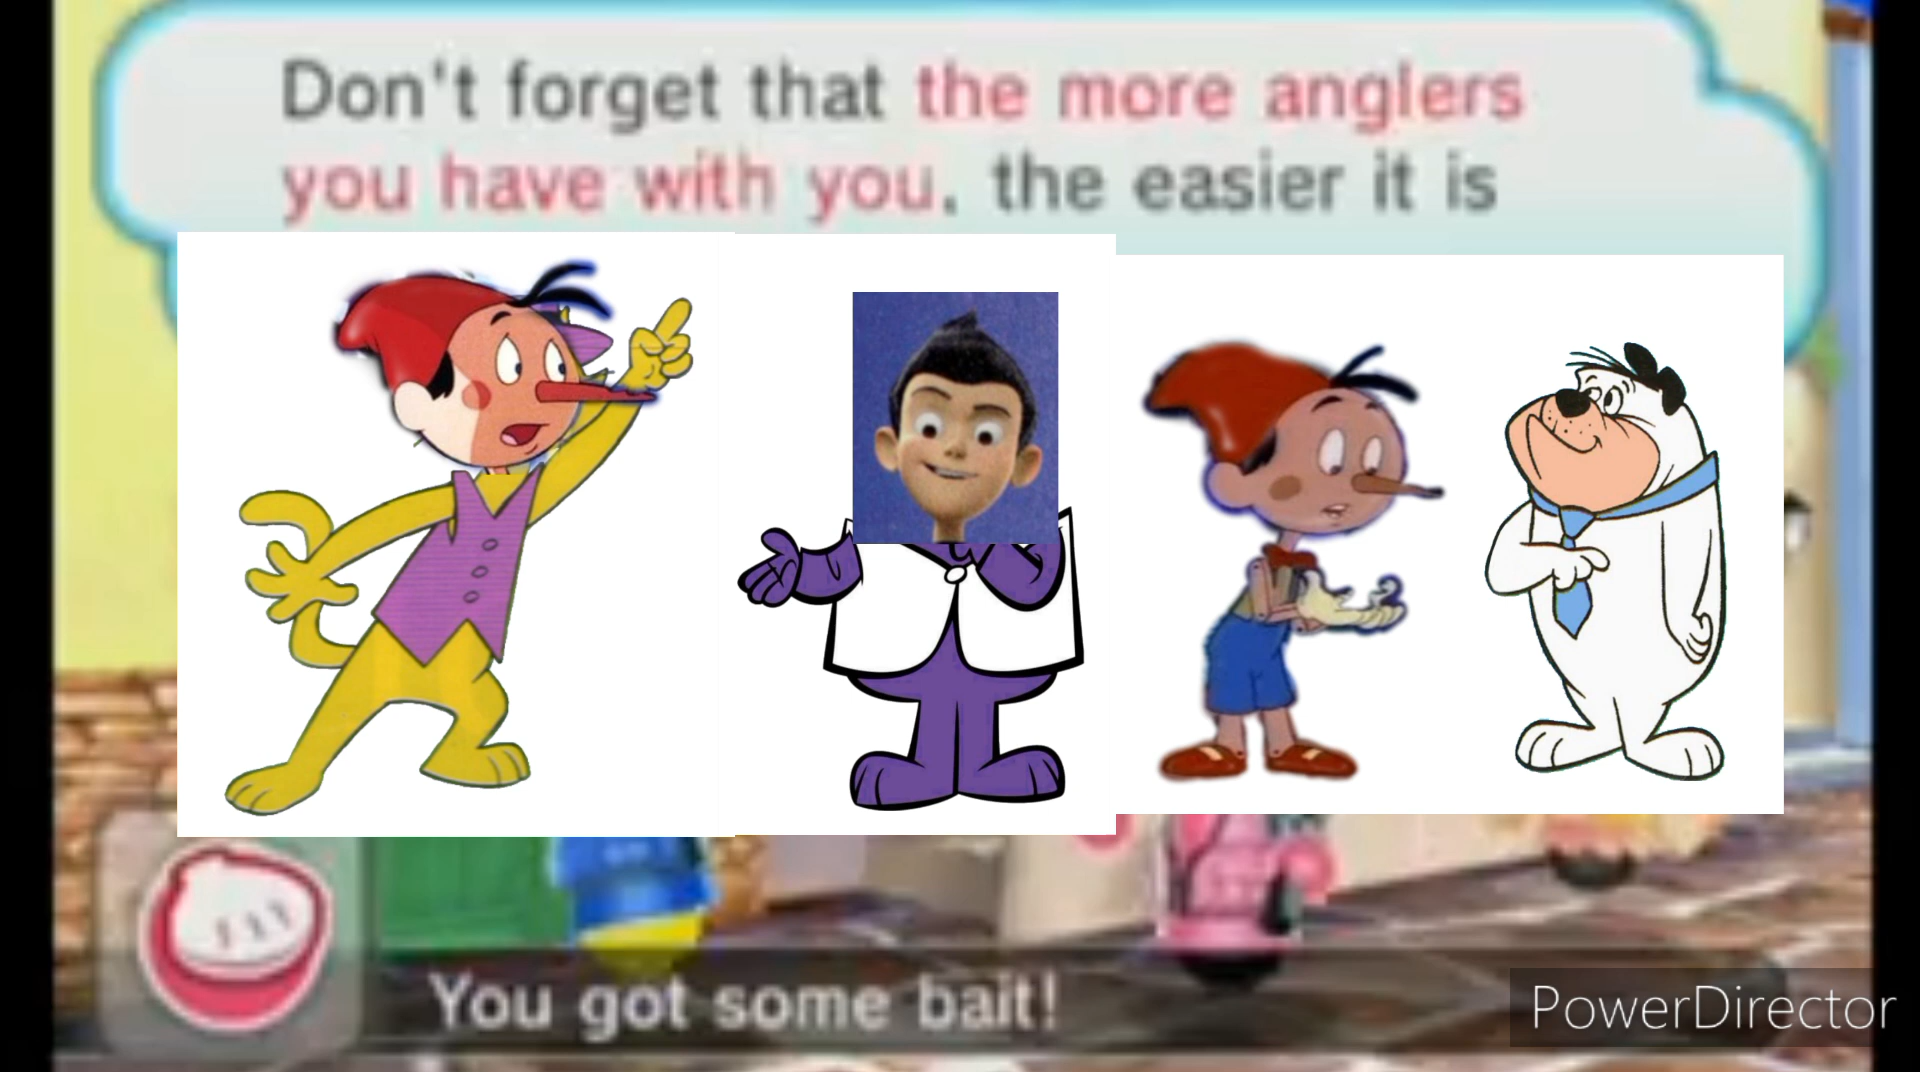 Don't forget that the more anglers
you have with you, the easier it is
You got some bait!
PowerDirector